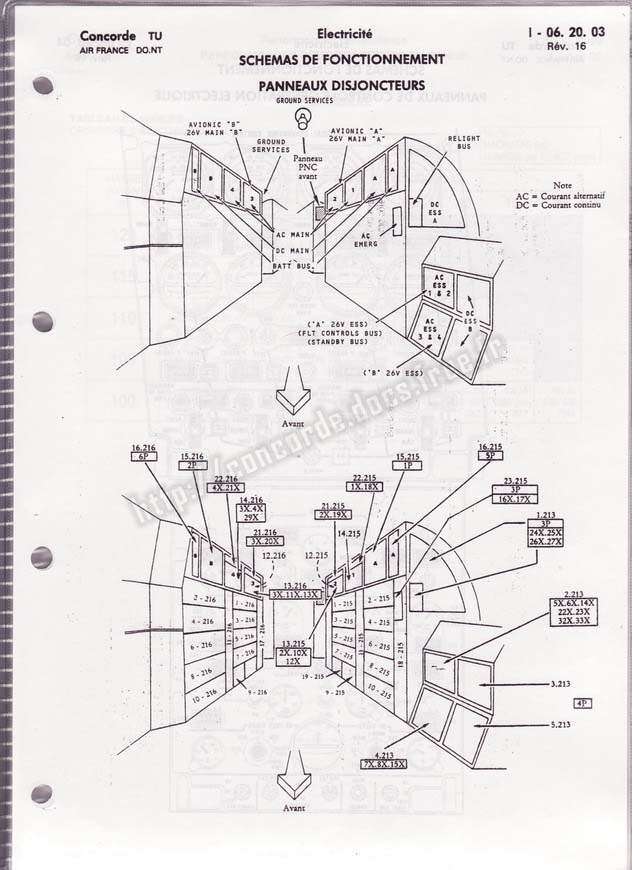 Concorde TU
AIR FRANCE DO.NT
Electricité
I - 06. 20. 03
Rév. 16
SCHEMAS DE FONCTIONNEMENT
PANNEAUX DISJONCTEURS
GROUND SERVICES
AVIONIC "B"
26V MAIN "B"
GROUND
SERVICES
AVIONIC "A"
26V MAIN "A"
RELIGHT
BUS
Panneau
PNC
avant
B
B
4
3
2
1
A
A
Note
AC = Courant alternatif
DC = Courant continu
DC
ESS
A
AC MAIN
DC MAIN
BATT BUS
AC
EMERG
AC
ESS
1 & 2
DC
ESS
B
AC
ESS
3 & 4
("A" 26V ESS)
(FLT CONTROLS BUS)
(STANDBY BUS)
("B" 26V ESS)
Avant
http://concorde.docs.free.fr
16.216
6P
15.216
2P
22.216
4X.21X
14.216
3X.4X
29X
21.216
3X.20X
12.216
13.216
3X.11X.13X
13.215
2X.10X
12X
12.215
21.215
2X.19X
14.215
22.215
1X.18X
15.215
1P
16.215
5P
23.215
3P
16X.17X
1.213
3P
24X.25X
26X.27X
2.213
5X.6X.14X
22X.23X
32X.33X
3.213
4P
5.213
4.213
7X.8X.15X
B
B
4
3
1
A
A
2 - 216
4 - 216
6 - 216
8 - 216
10 - 216
11 - 216
1 - 216
3 - 216
5 - 216
7 - 216
9 - 216
17 - 216
1 - 215
3 - 215
5 - 215
7 - 215
19 - 215
9 - 215
11 - 215
2 - 215
4 - 215
6 - 215
8 - 215
10 - 215
18 - 215
Avant